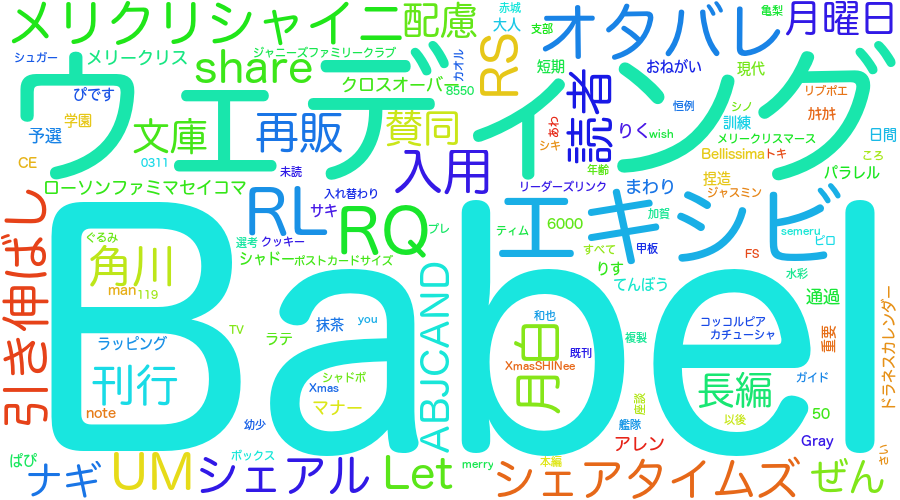 メリクリシャイニ
配慮
赤城
大人
支部
オタバレ
亀梨
月曜日
シュガー
メリークリス
ジャニーズファミリークラブ
share
クロスオーバー
カオル
8550
RS
短期
おねがい
現代
ウエディング
ぴです
リブポエ
予選
学園
文庫
再販
賛同
読者
恒例
シノ
りく
wish
訓練
メリークリスマース
日間
CE
0311
未読
入用
あわ
シキ
年齢
Bellissima
トキ
ころ
ローソンファミマセイコマ
入れ替わり
リーダーズリンク
まわり
捏造
ジャスミン
パラレル
RL
サキ
RQ
ブレ
ティム
6000
エキシビ
加賀
甲板
semeru
ピロ
引き伸ばし
ぐるみ
選考
クッキー
シャドー
ポストカードサイズ
すべて
りす
FS
てんぼう
水彩
角川
man
119
Babel
ABJCAND
通過
TV
抹茶
you
和也
コッコルピア
カチューシャ
重要
ドラネスカレンダー
ラッピング
ラテ
月白
既刊
複製
刊行
シャドボ
Xmas
XmasSHINee
長編
ガイド
note
マナー
座談
以後
50
幼少
艦隊
アレン
Gray
さい
ぱぴ
ボックス
ナギ
UM
シェアル
Let
merry
本編
シェアタイムズ
ぜん